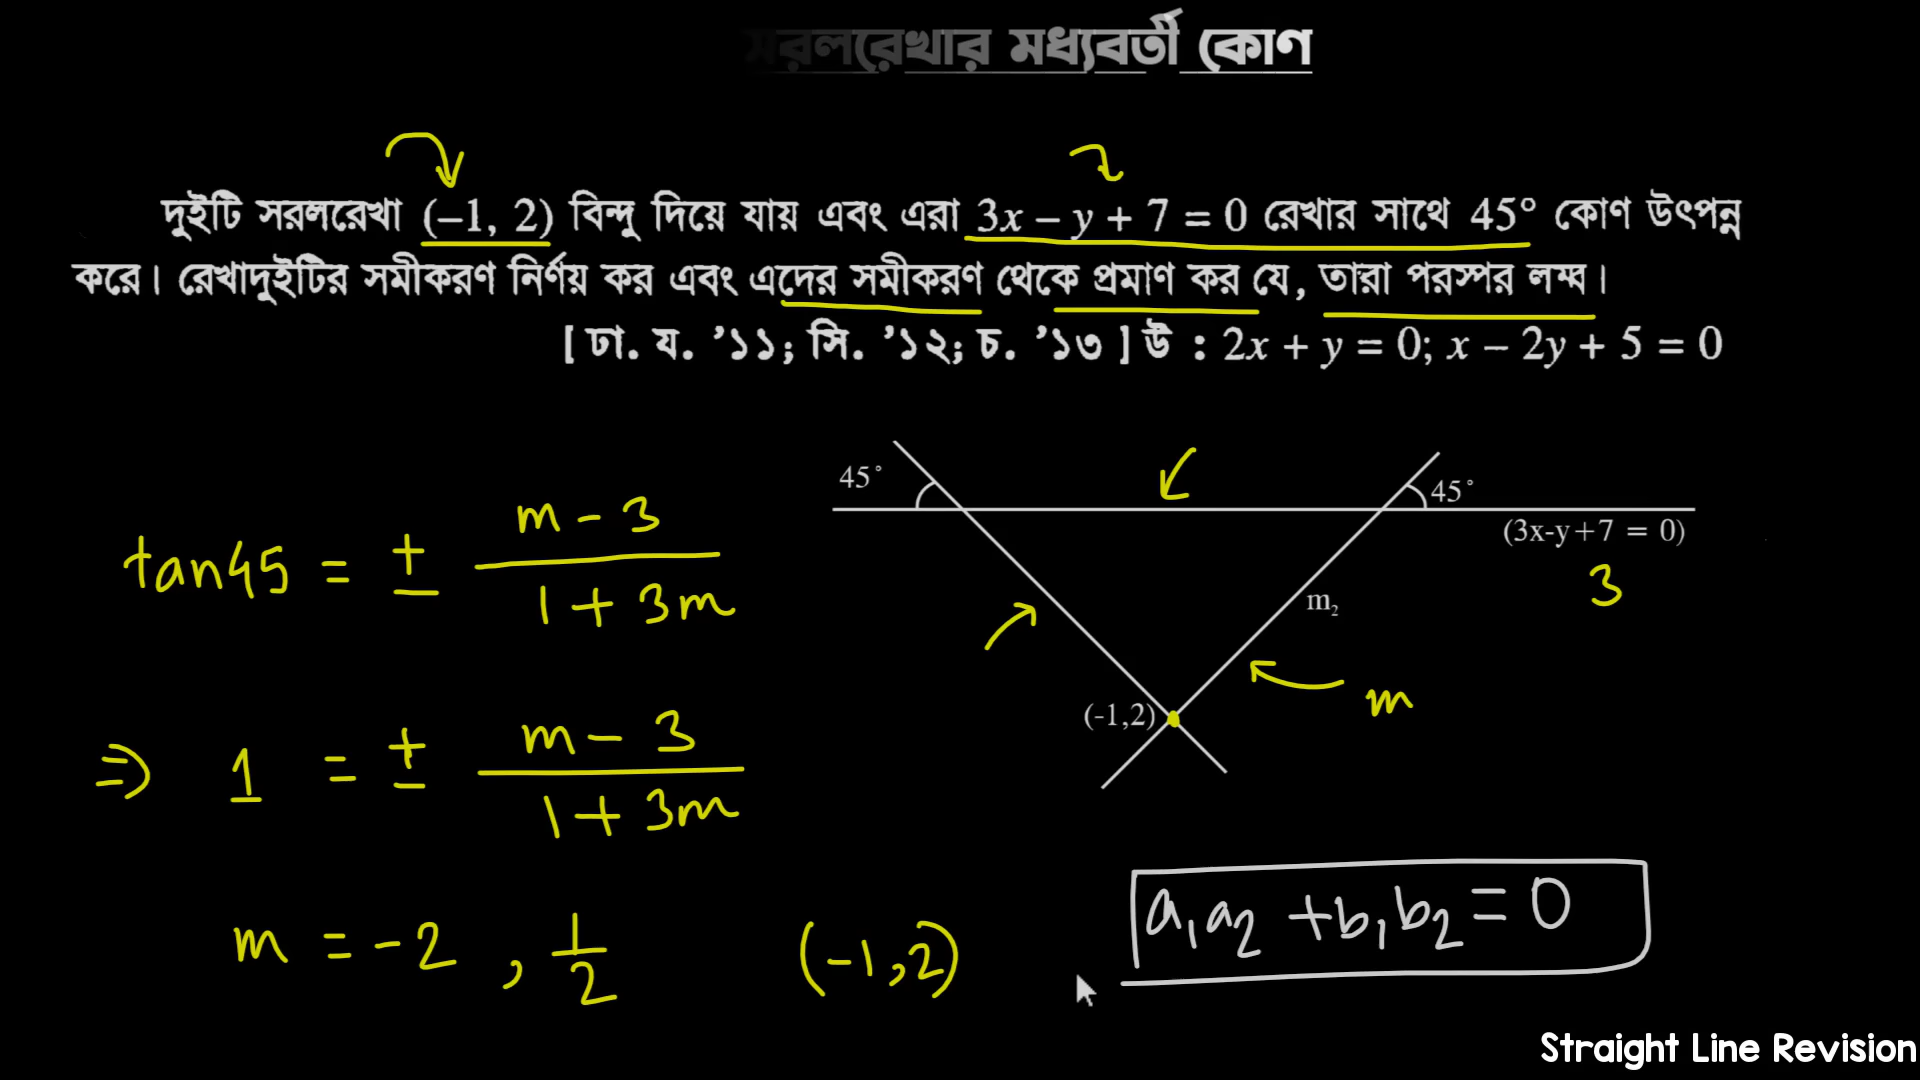 সরলরেখার মধ্যবর্তী কোণ
দুইটি সরলরেখা (–1, 2) বিন্দু দিয়ে যায় এবং এরা 3x – y + 7 = 0 রেখার সাথে 45° কোণ উৎপন্ন
করে। রেখাদুইটির সমীকরণ নির্ণয় কর এবং এদের সমীকরণ থেকে প্রমাণ কর যে, তারা পরস্পর লম্ব।
[ ঢা. য. ’১১; সি. ’১২; চ. ’১৩ ] উ : 2x + y = 0; x – 2y + 5 = 0
45°
45°
(3x-y+7 = 0)
3
m₂
m
(-1,2)
tan45 = ± (m - 3)/(1 + 3m)
⇒ 1 = ± (m - 3)/(1 + 3m)
m = -2 , 1/2
(-1,2)
a₁a₂ + b₁b₂ = 0
Straight Line Revision